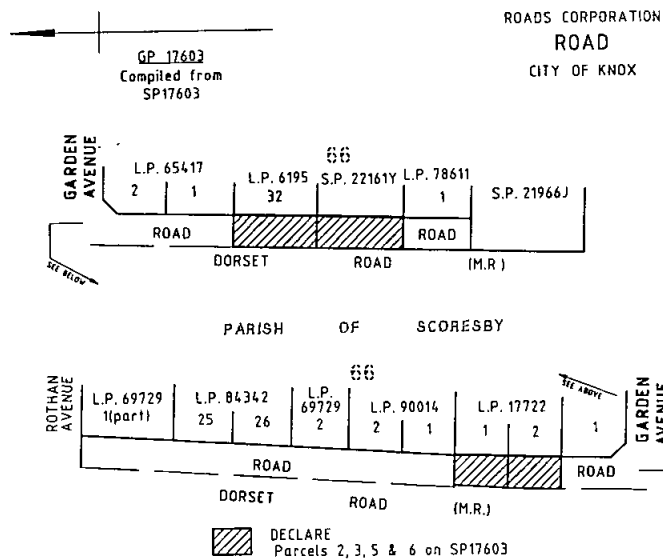 ROADS CORPORATION
ROAD
CITY OF KNOX
GP 17603
Compiled from
SP17603
66
GARDEN
AVENUE
L.P. 65417
L.P. 6195
S.P. 22161Y
L.P. 78611
2
1
32
1
S.P. 21966J
ROAD
ROAD
DORSET ROAD (M.R.)
SEE BELOW
PARISH OF SCORESBY
66
SEE ABOVE
ROTHAN
AVENUE
L.P. 69729
1(part)
L.P. 84342
25
26
L.P.
69729
2
L.P. 90014
2
1
L.P. 17722
1
2
1
GARDEN
AVENUE
ROAD
ROAD
DORSET ROAD (M.R.)
DECLARE
Parcels 2, 3, 5 & 6 on SP17603